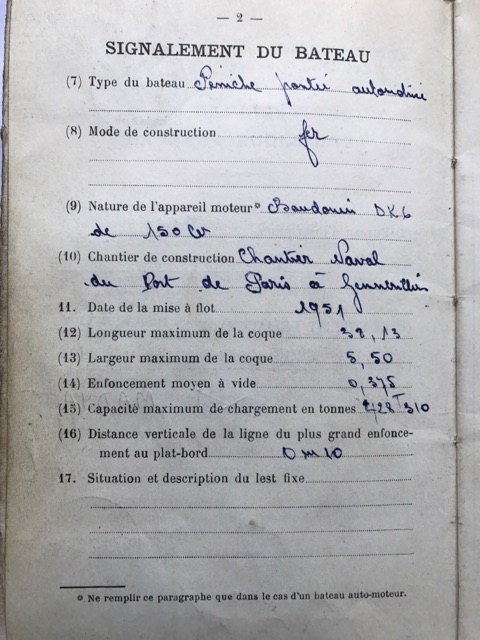 — 2 —
SIGNALEMENT DU BATEAU
(7) Type du bateau Péniche pontée automotrice
(8) Mode de construction fer
(9) Nature de l'appareil moteur* Baudouin DK6
de 150 cv
(10) Chantier de construction Chantier Naval
du Port de Paris à Gennevilliers
11. Date de la mise à flot 1951
(12) Longueur maximum de la coque 38,13
(13) Largeur maximum de la coque 5,50
(14) Enfoncement moyen à vide 0,375
(15) Capacité maximum de chargement en tonnes
(16) Distance verticale de la ligne du plus grand enfonce-
ment au plat-bord 0m10
17. Situation et description du lest fixe
* Ne remplir ce paragraphe que dans le cas d'un bateau auto-moteur.